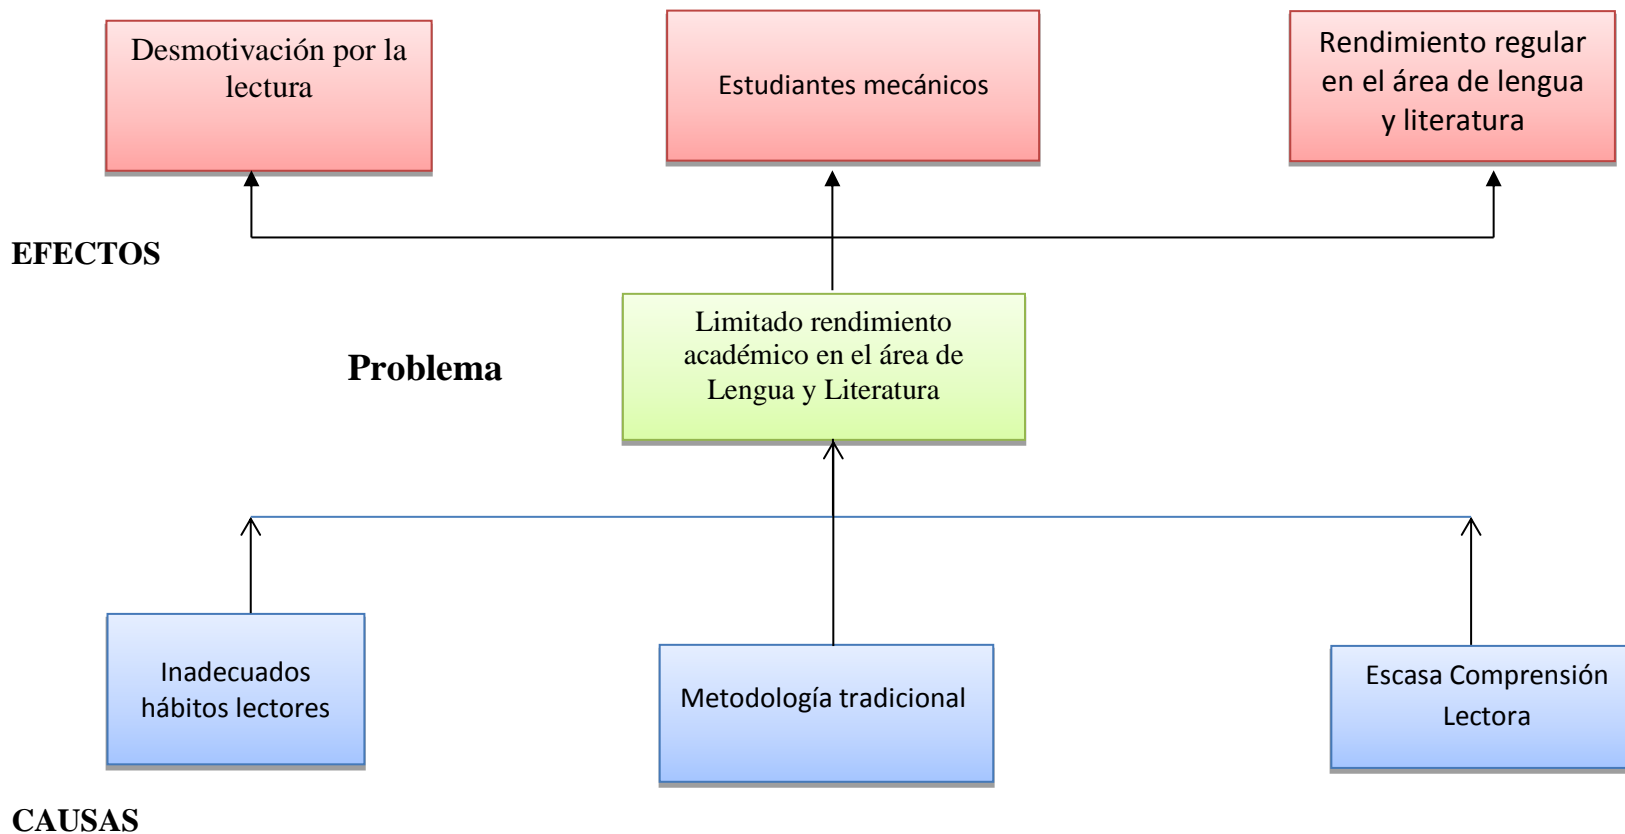 Desmotivación por la
lectura
Estudiantes mecánicos
Rendimiento regular
en el área de lengua
y literatura
EFECTOS
Problema
Limitado rendimiento
académico en el área de
Lengua y Literatura
Inadecuados
hábitos lectores
Metodología tradicional
Escasa Comprensión
Lectora
CAUSAS